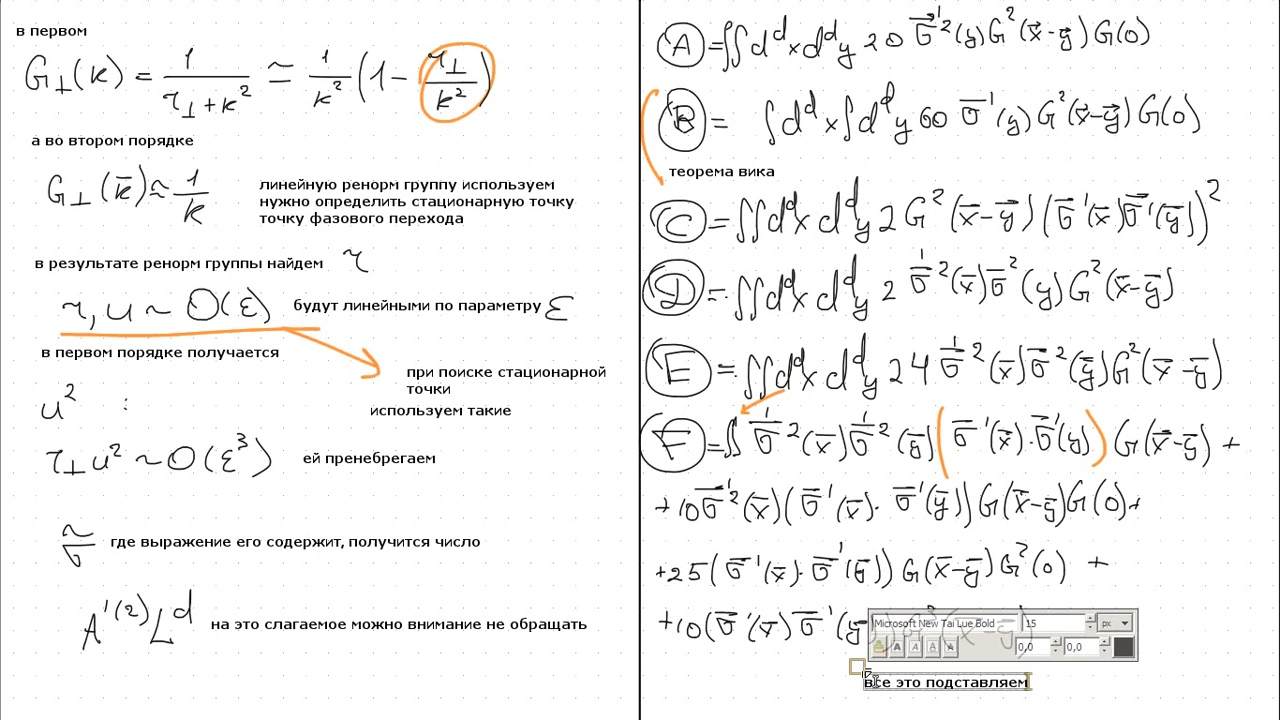 в первом
G⊥(k) = 1/(τ⊥ + k²) ≃ 1/k² (1 − τ⊥/k²)
а во втором порядке
G⊥(k̄) ≈ 1/k
линейную ренорм группу используем
нужно определить стационарную точку
точку фазового перехода
в результате ренорм группы найдем τ
τ, u ~ O(ε) будут линейными по параметру ε
в первом порядке получается
при поиске стационарной
точки
u² :
используем такие
τ⊥u² ~ O(ε³) ей пренебрегаем
σ̃ где выражение его содержит, получится число
A'⁽²⁾L^d на это слагаемое можно внимание не обращать
(A) = ∬ d^d x d^d y 20 σ̄'²(y) G²(x̄−ȳ) G(0)
(B) = ∫ d^d x ∫ d^d y 60 σ̄'(y) G²(x̄−ȳ) G(0)
теорема вика
(C) = ∬ d^d x d^d y 2 G²(x̄−ȳ) (σ̄'(x̄) σ̄'(ȳ))²
(D) = ∬ d^d x d^d y 2 σ̄'²(x̄) σ̄²(y) G²(x̄−ȳ)
(E) = ∬ d^d x d^d y 24 σ̄'²(x̄) σ̄²(ȳ) G²(x̄−ȳ)
(F) = ∬ σ̄'²(x̄) σ̄'²(ȳ) (σ̄'(x̄)·σ̄'(y)) G(x̄−ȳ) +
+10 σ̄'²(x̄) (σ̄'(x̄)·σ̄'(ȳ)) G(x̄−ȳ) G(0) +
+25 (σ̄'(x̄)·σ̄'(ȳ)) G(x̄−ȳ) G²(0) +
+10 (σ̄'(x̄) σ̄'(ȳ)) G³(x̄−ȳ)
Microsoft New Tai Lue Bold 15 px
A A A A 0,0 0,0
все это подставляем